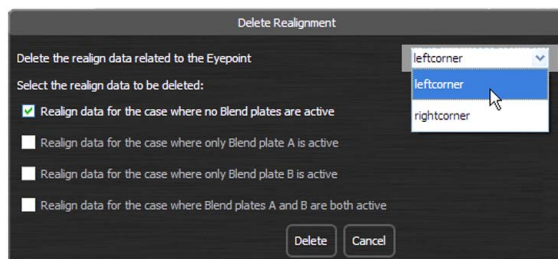 Delete Realignment
Delete the realign data related to the Eyepoint
leftcorner
Select the realign data to be deleted:
leftcorner
Realign data for the case where no Blend plates are active
rightcorner
Realign data for the case where only Blend plate A is active
Realign data for the case where only Blend plate B is active
Realign data for the case where Blend plates A and B are both active
Delete
Cancel